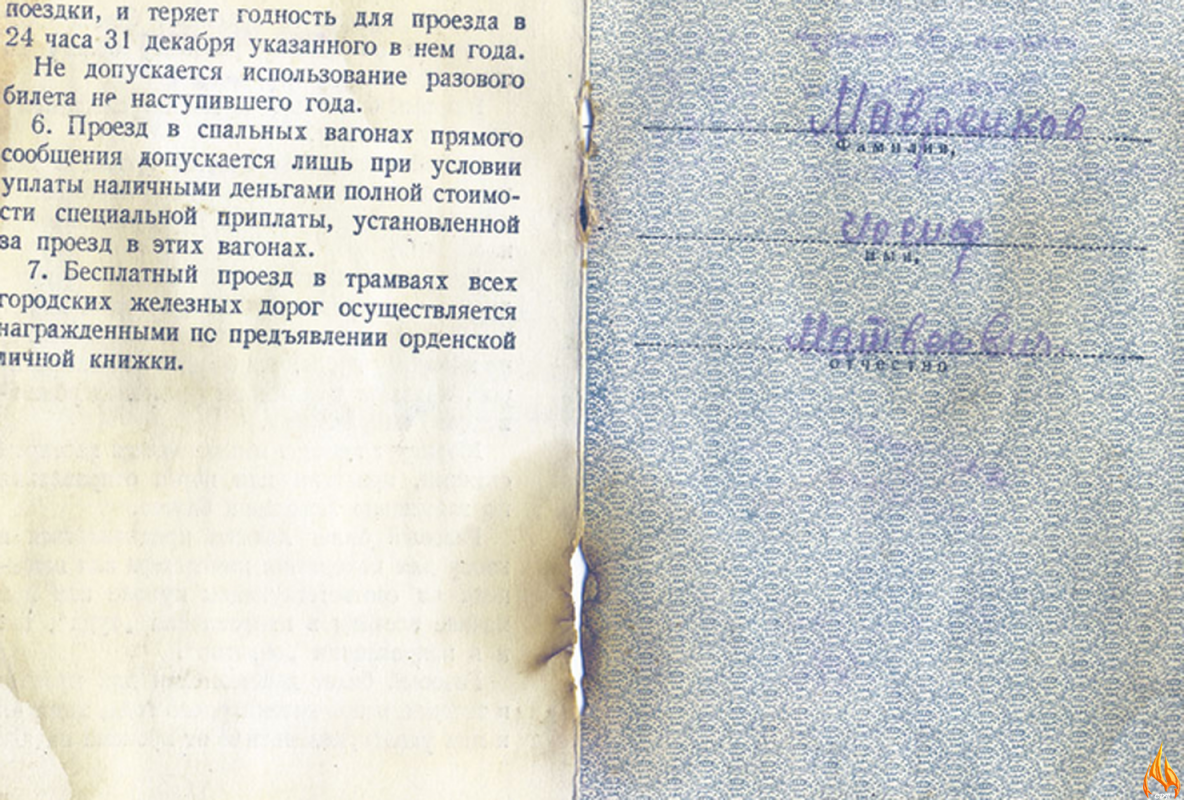 поездки, и теряет годность для проезда в
24 часа 31 декабря указанного в нем года.
Не допускается использование разового
билета не наступившего года.
6. Проезд в спальных вагонах прямого
сообщения допускается лишь при условии
уплаты наличными деньгами полной стоимо-
сти специальной приплаты, установленной
за проезд в этих вагонах.
7. Бесплатный проезд в трамваях всех
городских железных дорог осуществляется
награжденными по предъявлении орденской
личной книжки.
Фамилия,
Иосиф
имя,
Матвеевич
отчество